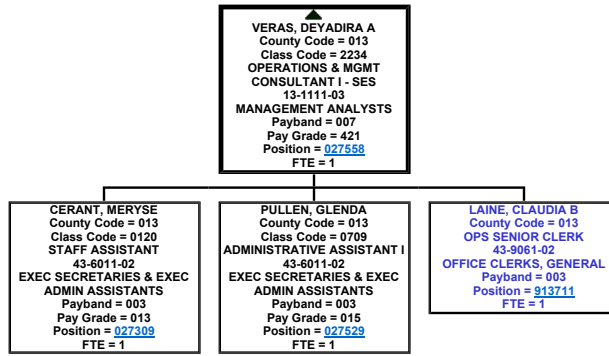 VERAS, DEYADIRA A
County Code = 013
Class Code = 2234
OPERATIONS & MGMT
CONSULTANT I - SES
13-1111-03
MANAGEMENT ANALYSTS
Payband = 007
Pay Grade = 421
Position = 027558
FTE = 1
CERANT, MERYSE
County Code = 013
Class Code = 0120
STAFF ASSISTANT
43-6011-02
EXEC SECRETARIES & EXEC
ADMIN ASSISTANTS
Payband = 003
Pay Grade = 013
Position = 027309
FTE = 1
PULLEN, GLENDA
County Code = 013
Class Code = 0709
ADMINISTRATIVE ASSISTANT I
43-6011-02
EXEC SECRETARIES & EXEC
ADMIN ASSISTANTS
Payband = 003
Pay Grade = 015
Position = 027529
FTE = 1
LAINE, CLAUDIA B
County Code = 013
OPS SENIOR CLERK
43-9061-02
OFFICE CLERKS, GENERAL
Payband = 003
Position = 913711
FTE = 1